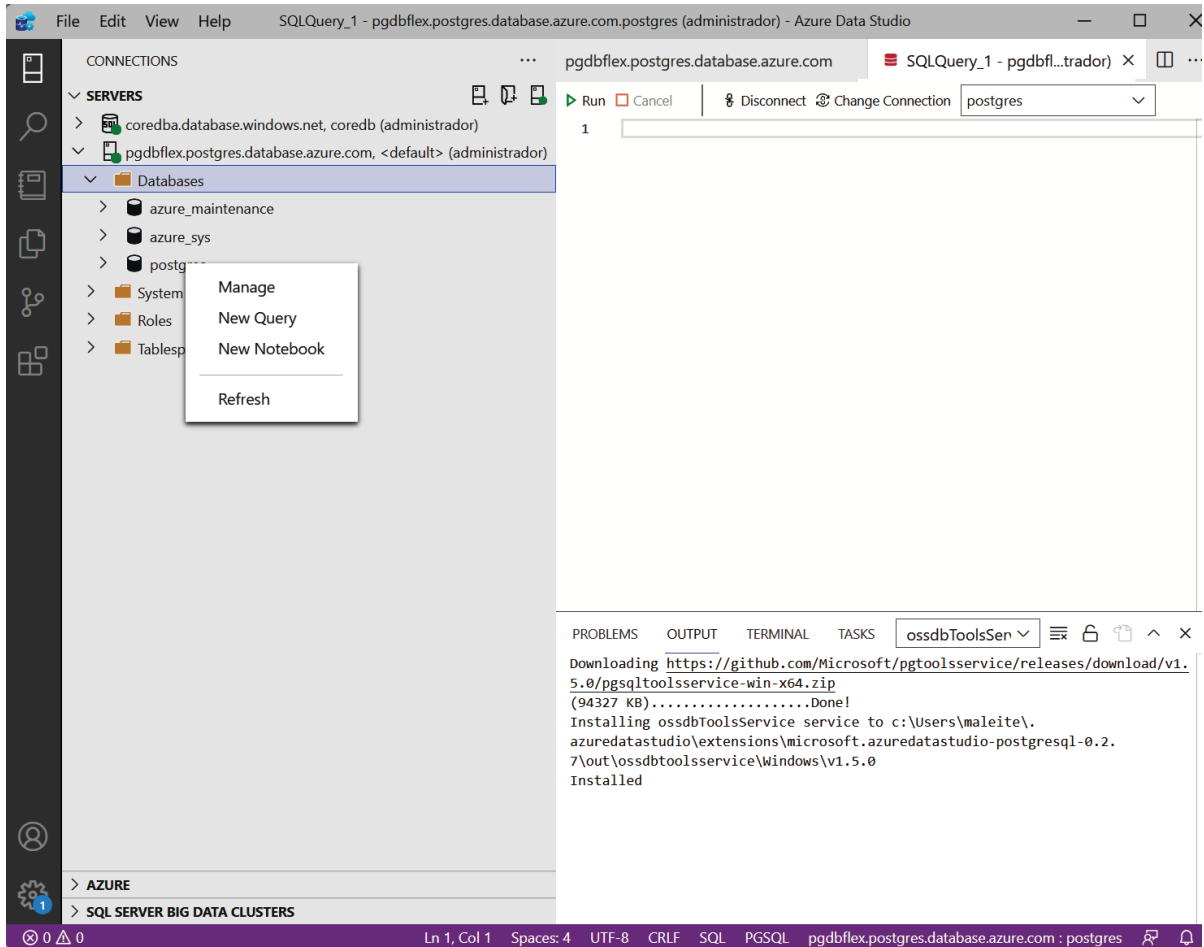 File Edit View Help SQLQuery_1 - pgdbflex.postgres.database.azure.com.postgres (administrador) - Azure Data Studio
CONNECTIONS
SERVERS
coredba.database.windows.net, coredb (administrador)
pgdbflex.postgres.database.azure.com, <default> (administrador)
Databases
azure_maintenance
azure_sys
postgres
System
Roles
Tablesp
Manage
New Query
New Notebook
Refresh
AZURE
SQL SERVER BIG DATA CLUSTERS
pgdbflex.postgres.database.azure.com SQLQuery_1 - pgdbfl...trador)
Run Cancel Disconnect Change Connection postgres
1
PROBLEMS OUTPUT TERMINAL TASKS ossdbToolsSer
Downloading https://github.com/Microsoft/pgtoolsservice/releases/download/v1.
5.0/pgsqltoolsservice-win-x64.zip
(94327 KB)....................Done!
Installing ossdbToolsService service to c:\Users\maleite\.
azuredatastudio\extensions\microsoft.azuredatastudio-postgresql-0.2.
7\out\ossdbtoolsservice\Windows\v1.5.0
Installed
1
0 0 Ln 1, Col 1 Spaces: 4 UTF-8 CRLF SQL PGSQL pgdbflex.postgres.database.azure.com : postgres